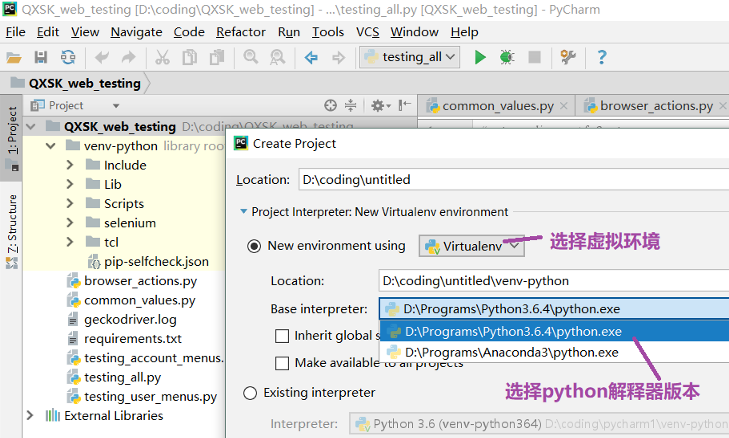 QXSK_web_testing [D:\coding\QXSK_web_testing] - ...\testing_all.py [QXSK_web_testing] - PyCharm
File Edit View Navigate Code Refactor Run Tools VCS Window Help
testing_all
QXSK_web_testing
1: Project
Z: Structure
Project
common_values.py
browser_actions.py
QXSK_web_testing D:\coding\QXSK_web_testing
venv-python library roo
Include
Lib
Scripts
selenium
tcl
pip-selfcheck.json
browser_actions.py
common_values.py
geckodriver.log
requirements.txt
testing_account_menus.
testing_all.py
testing_user_menus.py
External Libraries
Create Project
Location: D:\coding\untitled
Project Interpreter: New Virtualenv environment
New environment using Virtualenv 选择虚拟环境
Location: D:\coding\untitled\venv-python
Base interpreter: D:\Programs\Python3.6.4\python.exe
D:\Programs\Python3.6.4\python.exe
D:\Programs\Anaconda3\python.exe
Inherit global s
Make available to all projects
选择python解释器版本
Existing interpreter
Interpreter: Python 3.6 (venv-python364) D:\coding\pycharm1\venv-python